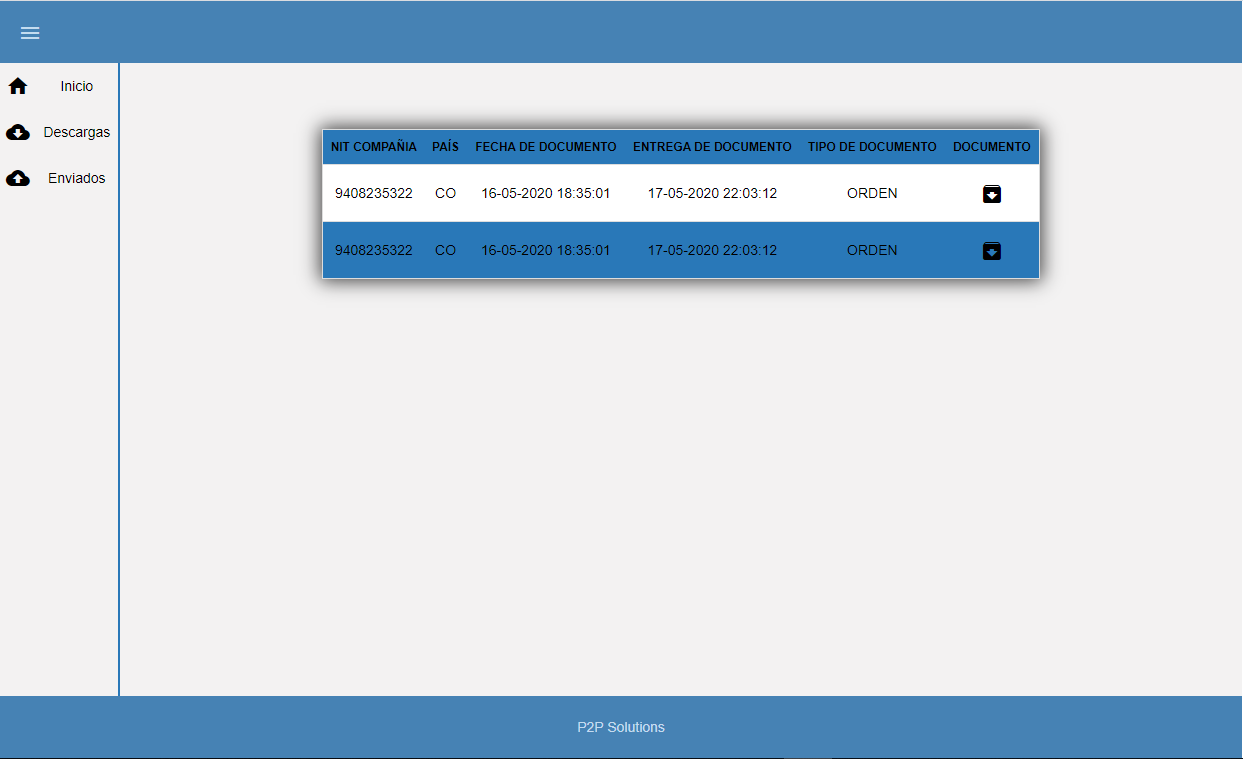 Inicio
Descargas
Enviados
NIT COMPAÑIA PAÍS FECHA DE DOCUMENTO ENTREGA DE DOCUMENTO TIPO DE DOCUMENTO DOCUMENTO
9408235322 CO 16-05-2020 18:35:01 17-05-2020 22:03:12 ORDEN
9408235322 CO 16-05-2020 18:35:01 17-05-2020 22:03:12 ORDEN
P2P Solutions